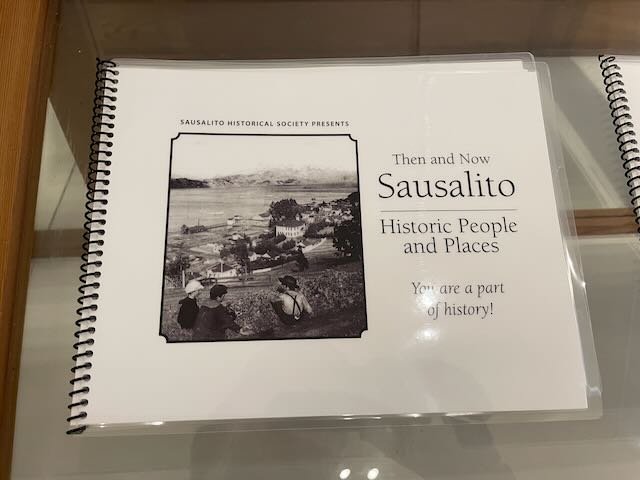 SAUSALITO HISTORICAL SOCIETY PRESENTS
Then and Now
Sausalito
Historic People
and Places
You are a part
of history!